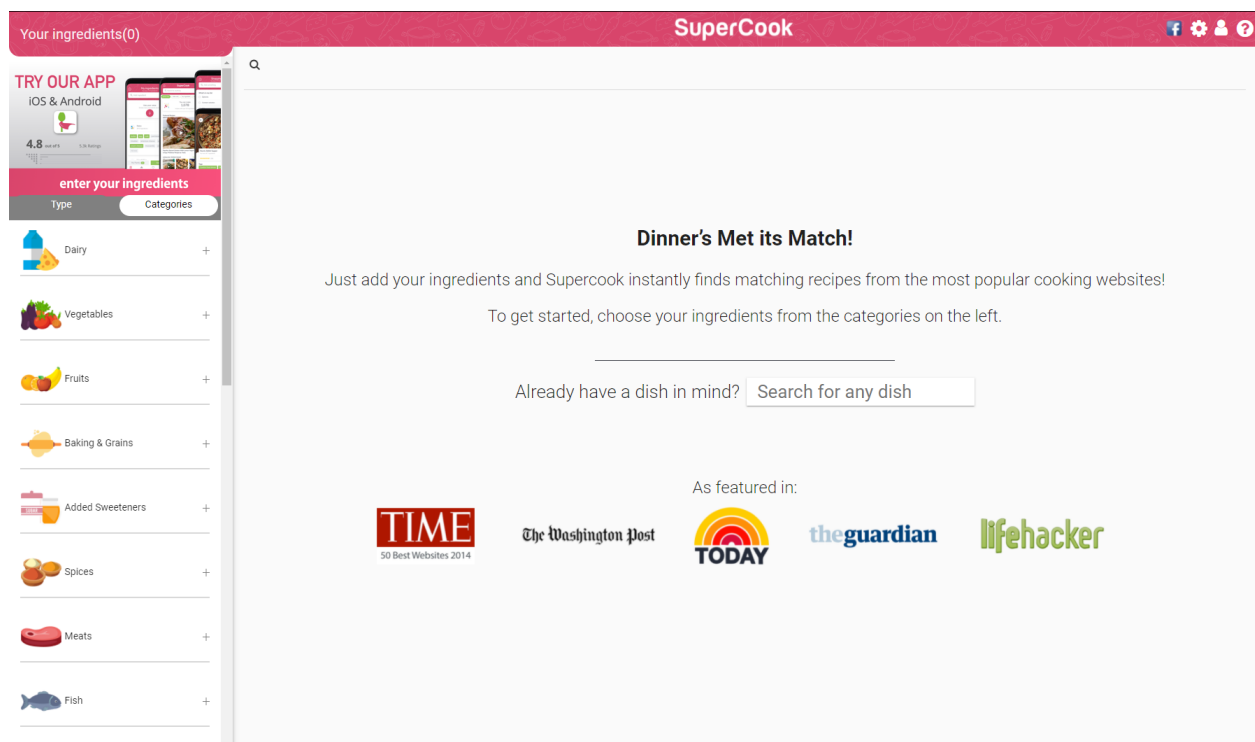 Your ingredients(0)
SuperCook
TRY OUR APP
iOS & Android
4.8 out of 5
enter your ingredients
Type
Categories
Dairy
Vegetables
Fruits
Baking & Grains
Added Sweeteners
Spices
Meats
Fish
Dinner's Met its Match!
Just add your ingredients and Supercook instantly finds matching recipes from the most popular cooking websites!
To get started, choose your ingredients from the categories on the left.
Already have a dish in mind? Search for any dish
As featured in:
TIME
50 Best Websites 2014
The Washington Post
TODAY
theguardian
lifehacker